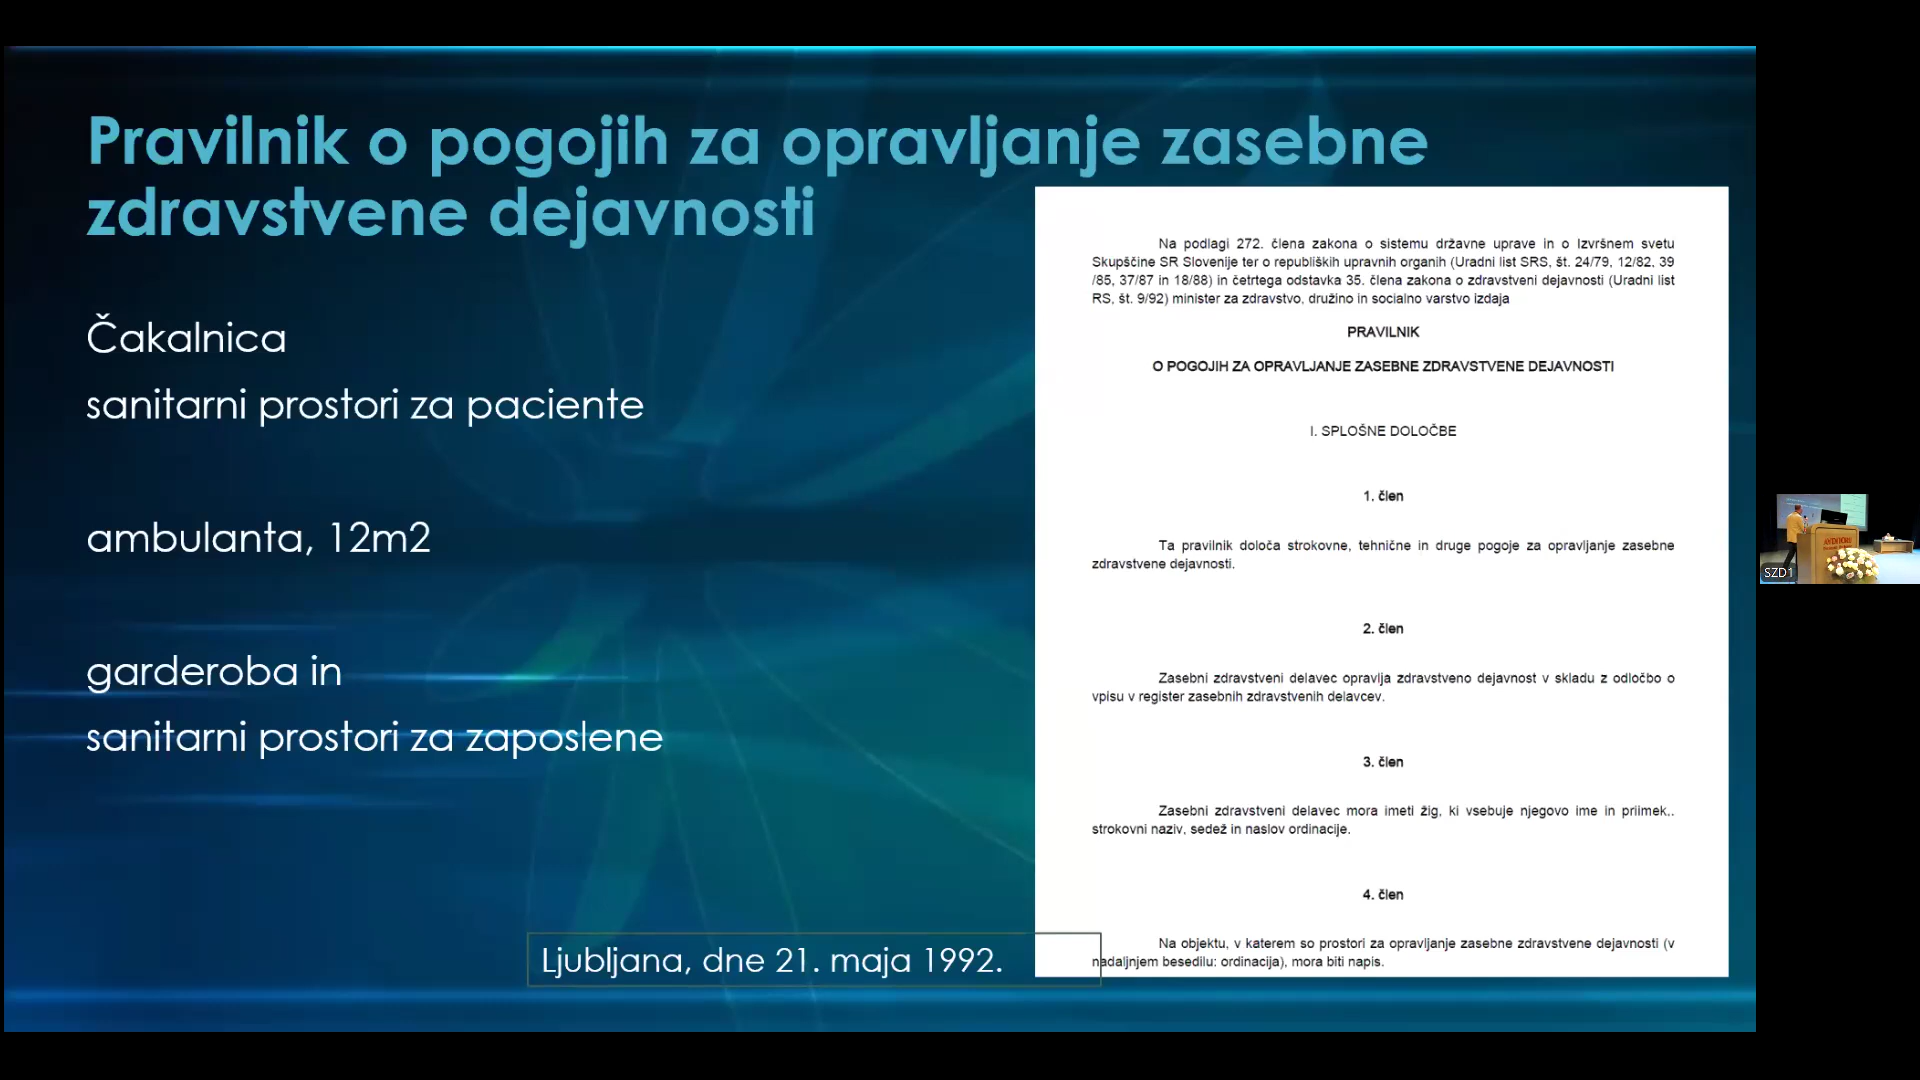 Pravilnik o pogojih za opravljanje zasebne
zdravstvene dejavnosti
Čakalnica
sanitarni prostori za paciente
ambulanta, 12m2
garderoba in
sanitarni prostori za zaposlene
Ljubljana, dne 21. maja 1992.
Na podlagi 272. člena zakona o sistemu državne uprave in o Izvršnem svetu
Skupščine SR Slovenije ter o republiških upravnih organih (Uradni list SRS, št. 24/79, 12/82, 39
/85, 37/87 in 18/88) in četrtega odstavka 35. člena zakona o zdravstveni dejavnosti (Uradni list
RS, št. 9/92) minister za zdravstvo, družino in socialno varstvo izdaja
PRAVILNIK
O POGOJIH ZA OPRAVLJANJE ZASEBNE ZDRAVSTVENE DEJAVNOSTI
I. SPLOŠNE DOLOČBE
1. člen
Ta pravilnik določa strokovne, tehnične in druge pogoje za opravljanje zasebne
zdravstvene dejavnosti.
2. člen
Zasebni zdravstveni delavec opravlja zdravstveno dejavnost v skladu z odločbo o
vpisu v register zasebnih zdravstvenih delavcev.
3. člen
Zasebni zdravstveni delavec mora imeti žig, ki vsebuje njegovo ime in priimek,.
strokovni naziv, sedež in naslov ordinacije.
4. člen
Na objektu, v katerem so prostori za opravljanje zasebne zdravstvene dejavnosti (v
nadaljnjem besedilu: ordinacija), mora biti napis.
SZD1